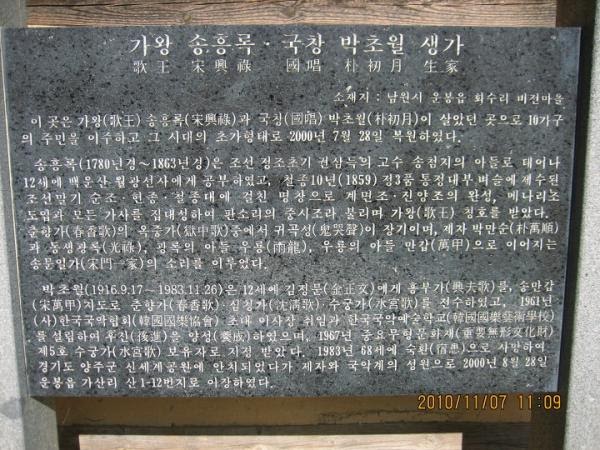 가왕 송흥록·국창 박초월 생가
歌王 宋興祿 國唱 朴初月 生家
소재지 : 남원시 운봉읍 화수리 비전마을
이 곳은 가왕(歌王) 송흥록(宋興祿)과 국창(國唱) 박초월(朴初月)이 살았던 곳으로 10가구
의 주민을 이주하고 그 시대의 초가형태로 2000년 7월 28일 복원하였다.
송흥록(1780년경~1863년경)은 조선 정조초기 권삼득의 고수 송첨지의 아들로 태어나
12세에 백운산 월광선사에게 공부하였고, 철종10년(1859) 정3품 통정대부 벼슬에 제수된
조선말기 순조·헌종·철종대에 걸친 명창으로 계면조·진양조의 완성, 메나리조
도입과 모든 가사를 집대성하여 판소리의 중시조라 불리며 가왕(歌王) 칭호를 받았다.
춘향가(春香歌)의 옥중가(獄中歌)중에서 귀곡성(鬼哭聲)이 장기이며, 제자 박만순(朴萬順)
과 동생광록(光祿), 광록의 아들 우룡(雨龍), 우룡의 아들 만갑(萬甲)으로 이어지는
송문일가(宋門一家)의 소리를 이루었다.
박초월(1916.9.17~1983.11.26)은 12세에 김정문(金正文)에게 흥부가(興夫歌)를, 송만갑
(宋萬甲)지도로 춘향가(春香歌)·심청가(沈淸歌)·수궁가(水宮歌)를 전수하였고, 1961년
(사)한국국악협회(韓國國樂協會) 초대 이사장 취임과 한국국악예술학교(韓國國樂藝術學校)
를 설립하여 후진(後進)을 양성(養成)하였으며, 1967년 중요무형문화재(重要無形文化財)
제5호 수궁가(水宮歌) 보유자로 지정 받았다. 1983년 68세에 숙환(宿患)으로 사망하여
경기도 양주군 신세계공원에 안치되었다가 제자와 국악계의 성원으로 2000년 8월 28일
운봉읍 가산리 산1-12번지로 이장하였다.
2010/11/07 11:09